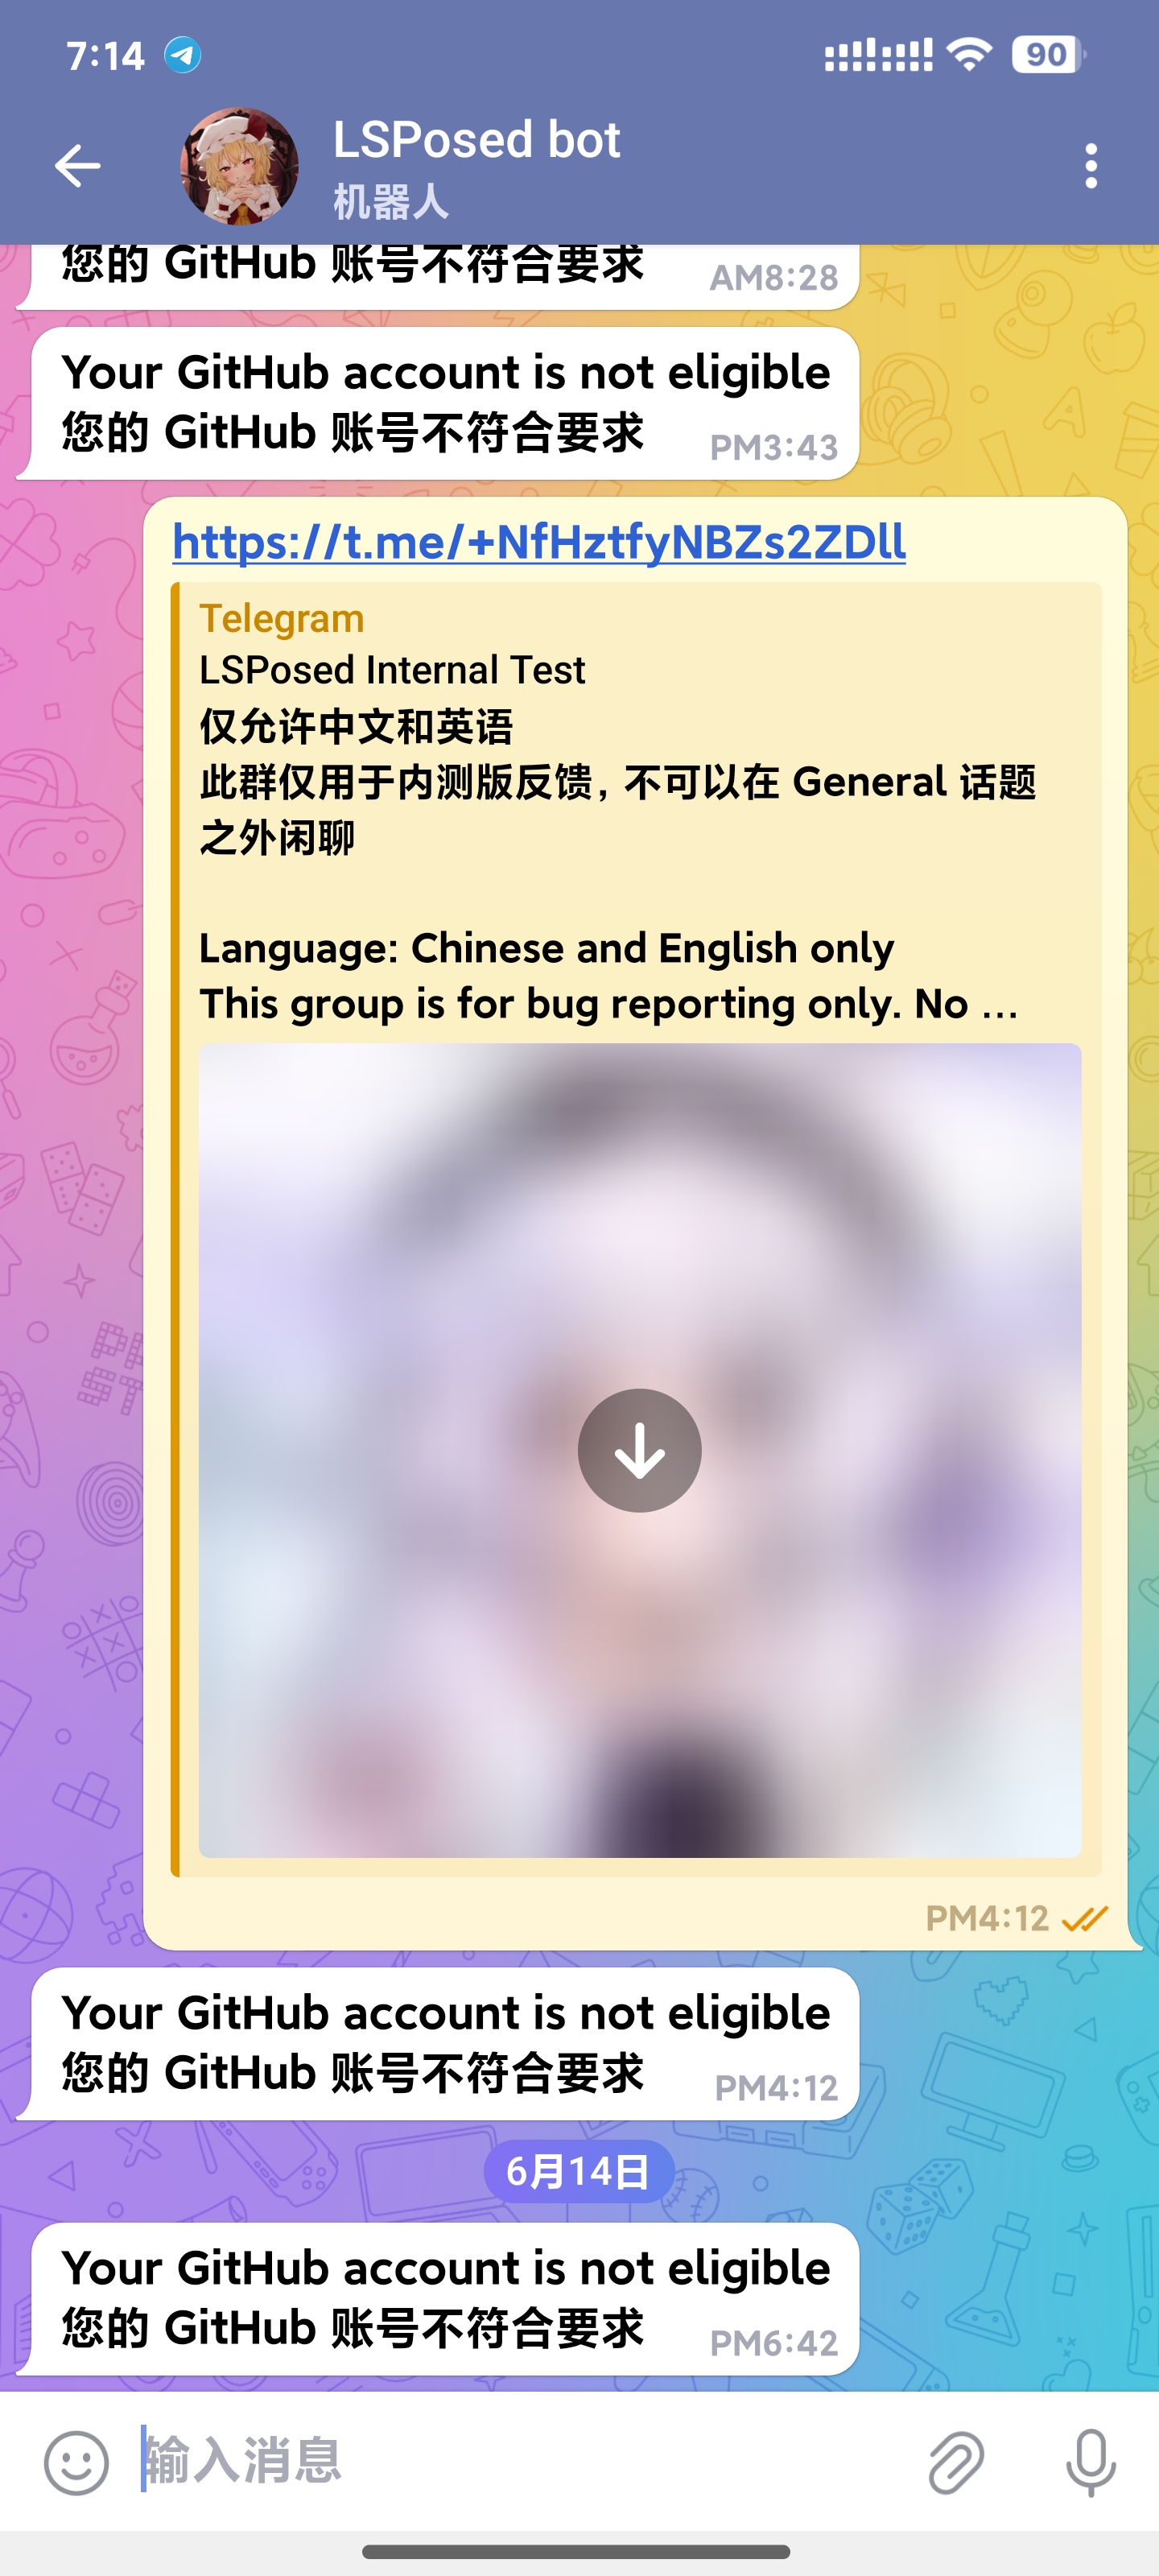 7:14
90
LSPosed bot
机器人
您的 GitHub 账号不符合要求
AM8:28
Your GitHub account is not eligible
您的 GitHub 账号不符合要求
PM3:43
https://t.me/+NfHztfyNBZs2ZDll
Telegram
LSPosed Internal Test
仅允许中文和英语
此群仅用于内测版反馈，不可以在 General 话题
之外闲聊
Language: Chinese and English only
This group is for bug reporting only. No ...
PM4:12
Your GitHub account is not eligible
您的 GitHub 账号不符合要求
PM4:12
6月14日
Your GitHub account is not eligible
您的 GitHub 账号不符合要求
PM6:42
输入消息